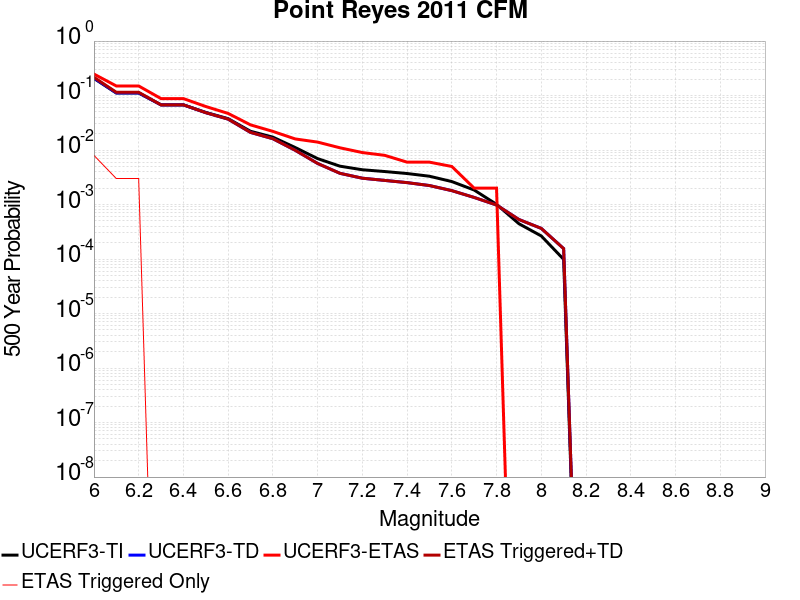 Point Reyes 2011 CFM
10^0
10^-1
10^-2
10^-3
10^-4
10^-5
10^-6
10^-7
10^-8
500 Year Probability
6 6.2 6.4 6.6 6.8 7 7.2 7.4 7.6 7.8 8 8.2 8.4 8.6 8.8 9
Magnitude
UCERF3-TI UCERF3-TD UCERF3-ETAS ETAS Triggered+TD
ETAS Triggered Only